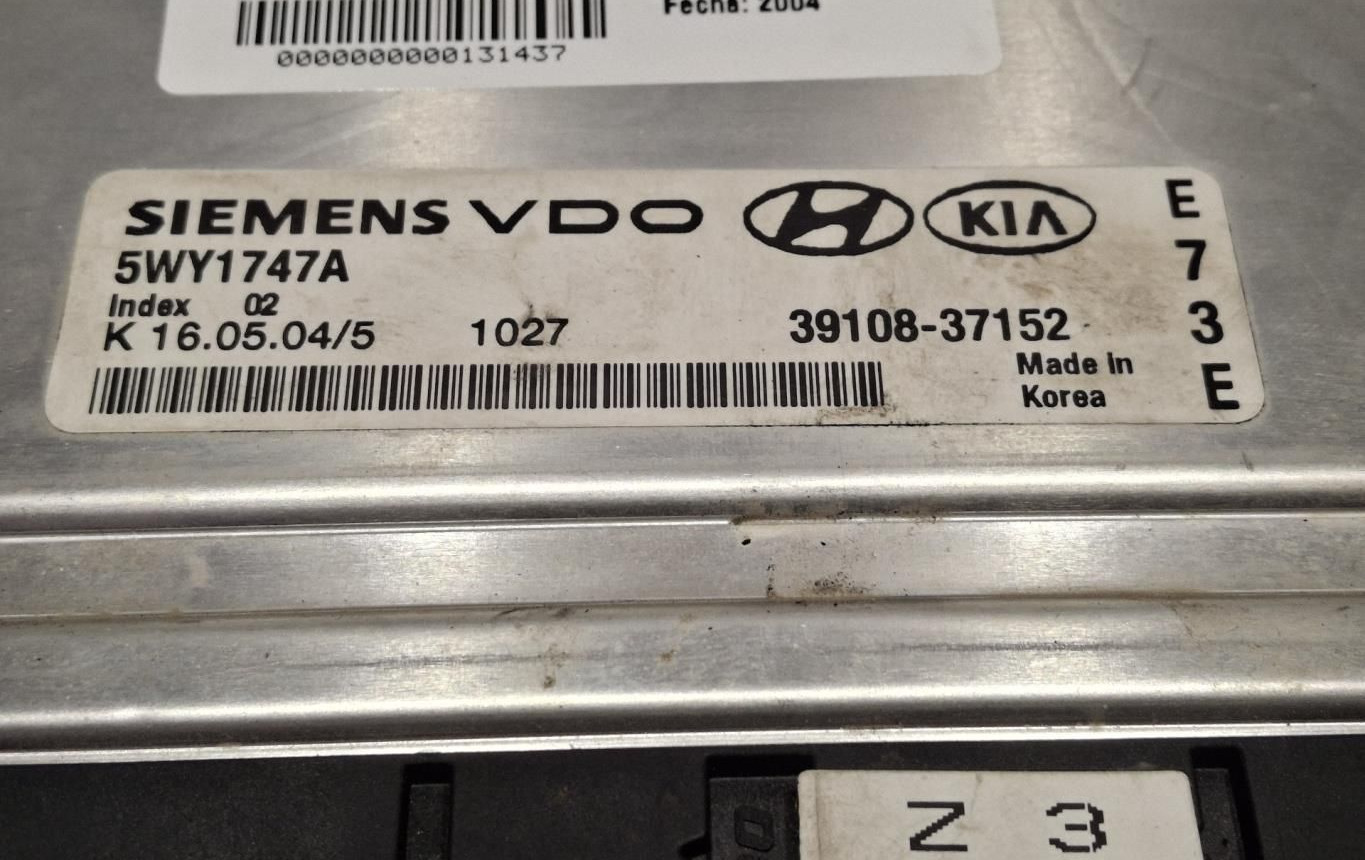 Fecha: 2004
0000000000131437
SIEMENS VDO KIA
5WY1747A
Index 02
K 16.05.04/5 1027 39108-37152
Made in
Korea
E
7
3
E
Z 3